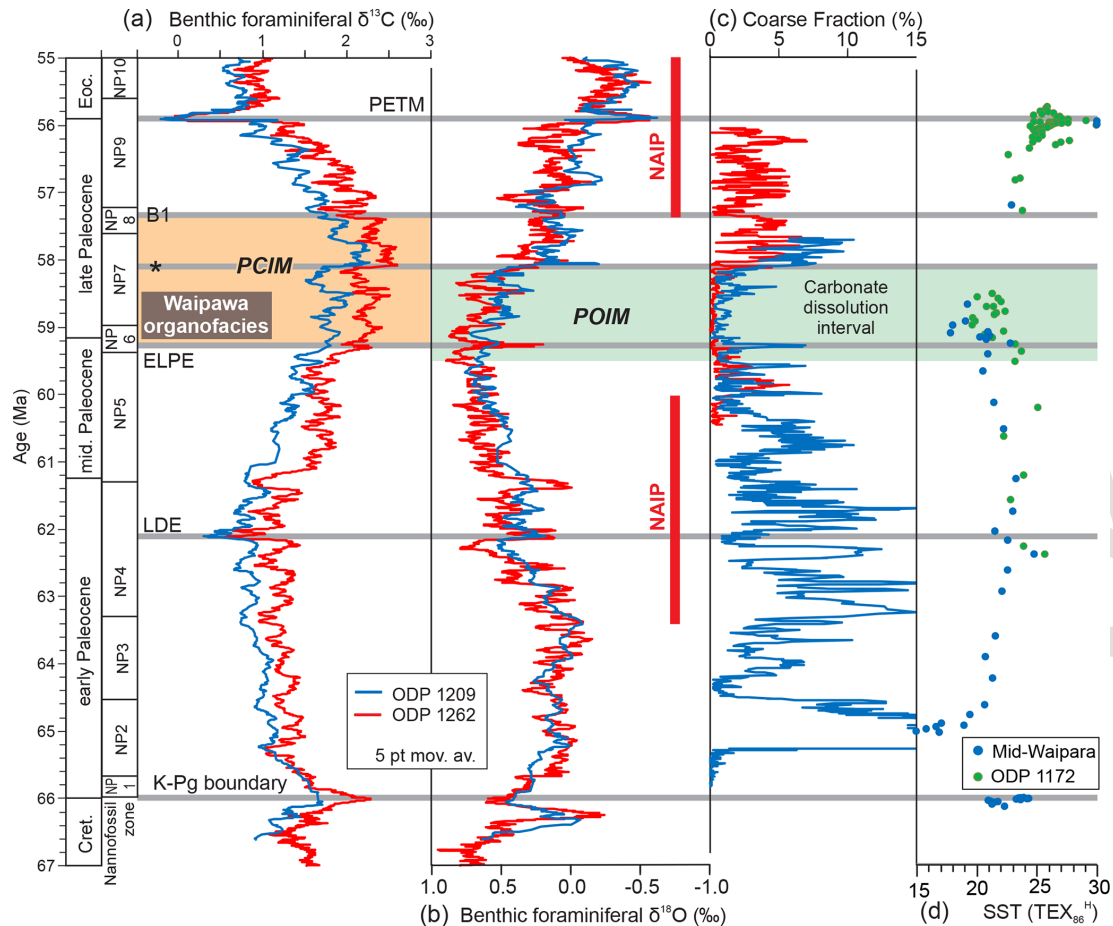 (a) Benthic foraminiferal δ¹³C (‰)
0 1 2 3
(c) Coarse Fraction (%)
0 5 10 15
Age (Ma)
55
56
57
58
59
60
61
62
63
64
65
66
67
Eoc.
late Paleocene
mid. Paleocene
early Paleocene
Cret.
NP10
NP9
NP 8
NP7
NP 6
NP5
NP4
NP3
NP2
NP 1
Nannofossil zone
PETM
B1
*
PCIM
Waipawa
organofacies
ELPE
LDE
K-Pg boundary
NAIP
POIM
Carbonate
dissolution
interval
NAIP
ODP 1209
ODP 1262
5 pt mov. av.
Mid-Waipara
ODP 1172
1.0 0.5 0.0 -0.5 -1.0
(b) Benthic foraminiferal δ¹⁸O (‰)
15 20 25 30
(d) SST (TEX₈₆ᴴ)